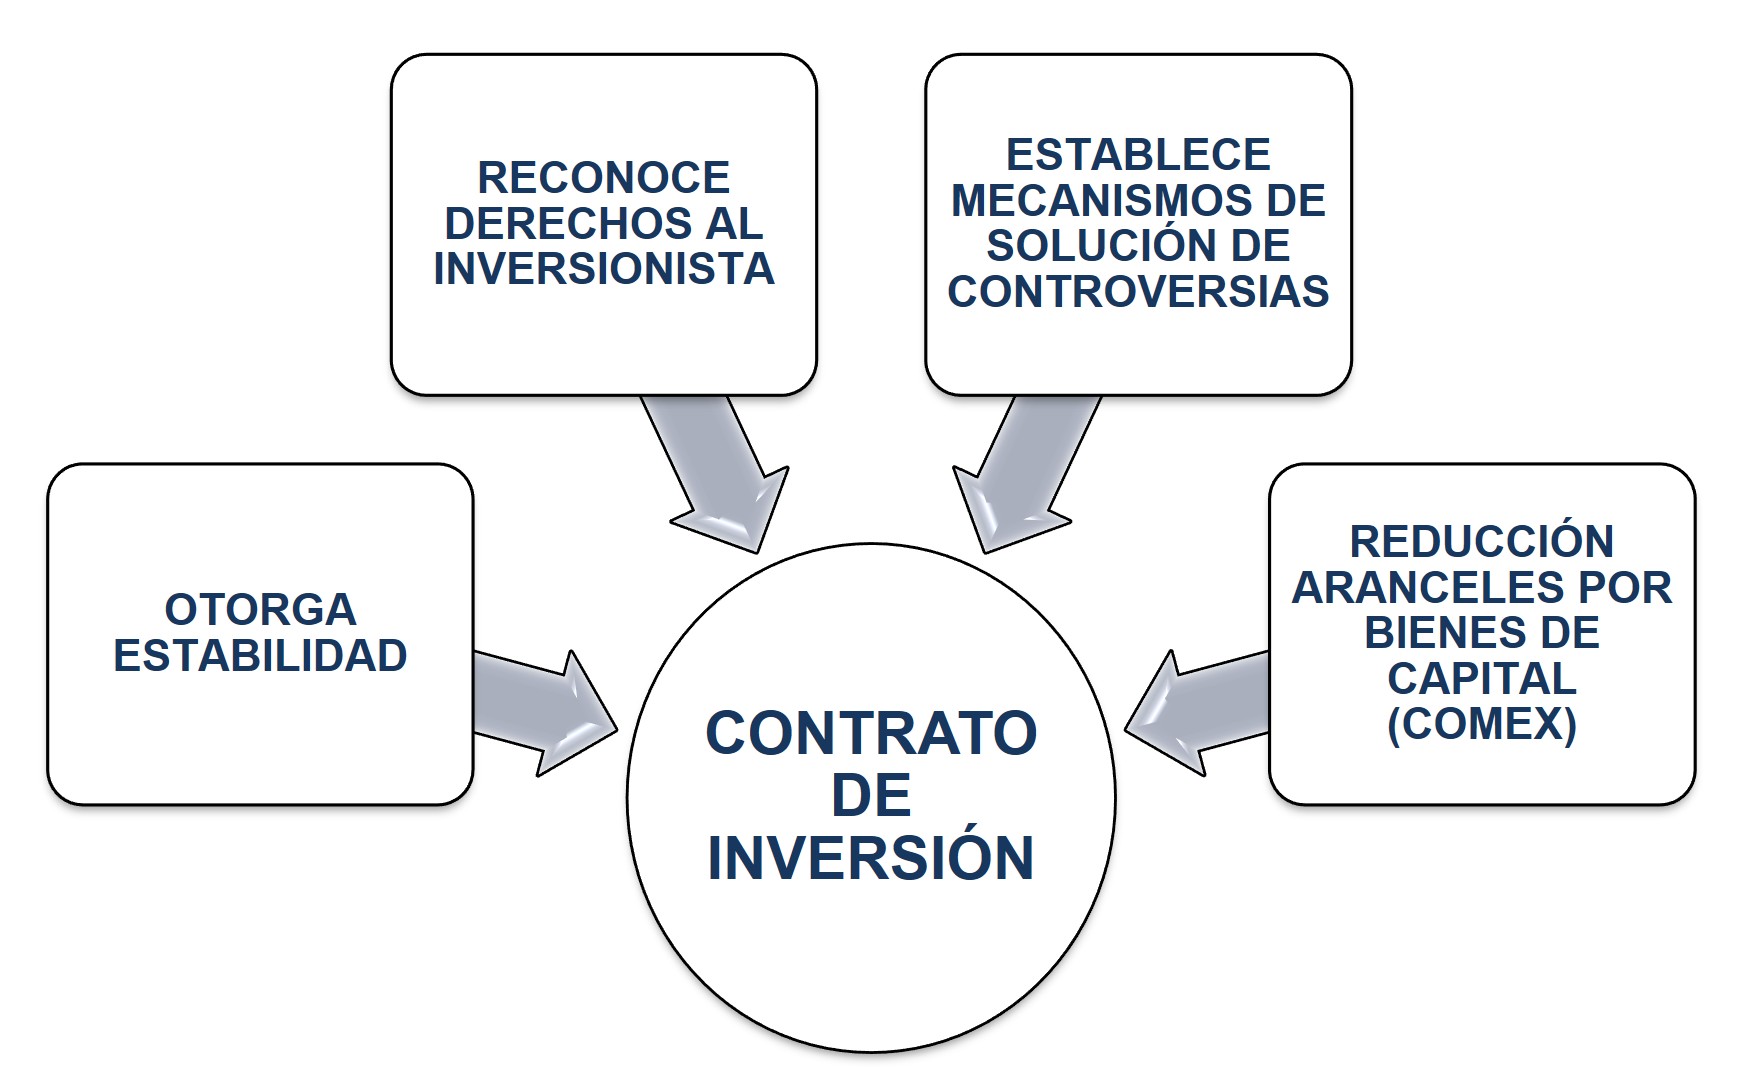 RECONOCE
DERECHOS AL
INVERSIONISTA
ESTABLECE
MECANISMOS DE
SOLUCIÓN DE
CONTROVERSIAS
OTORGA
ESTABILIDAD
REDUCCIÓN
ARANCELES POR
BIENES DE
CAPITAL
(COMEX)
CONTRATO
DE
INVERSIÓN